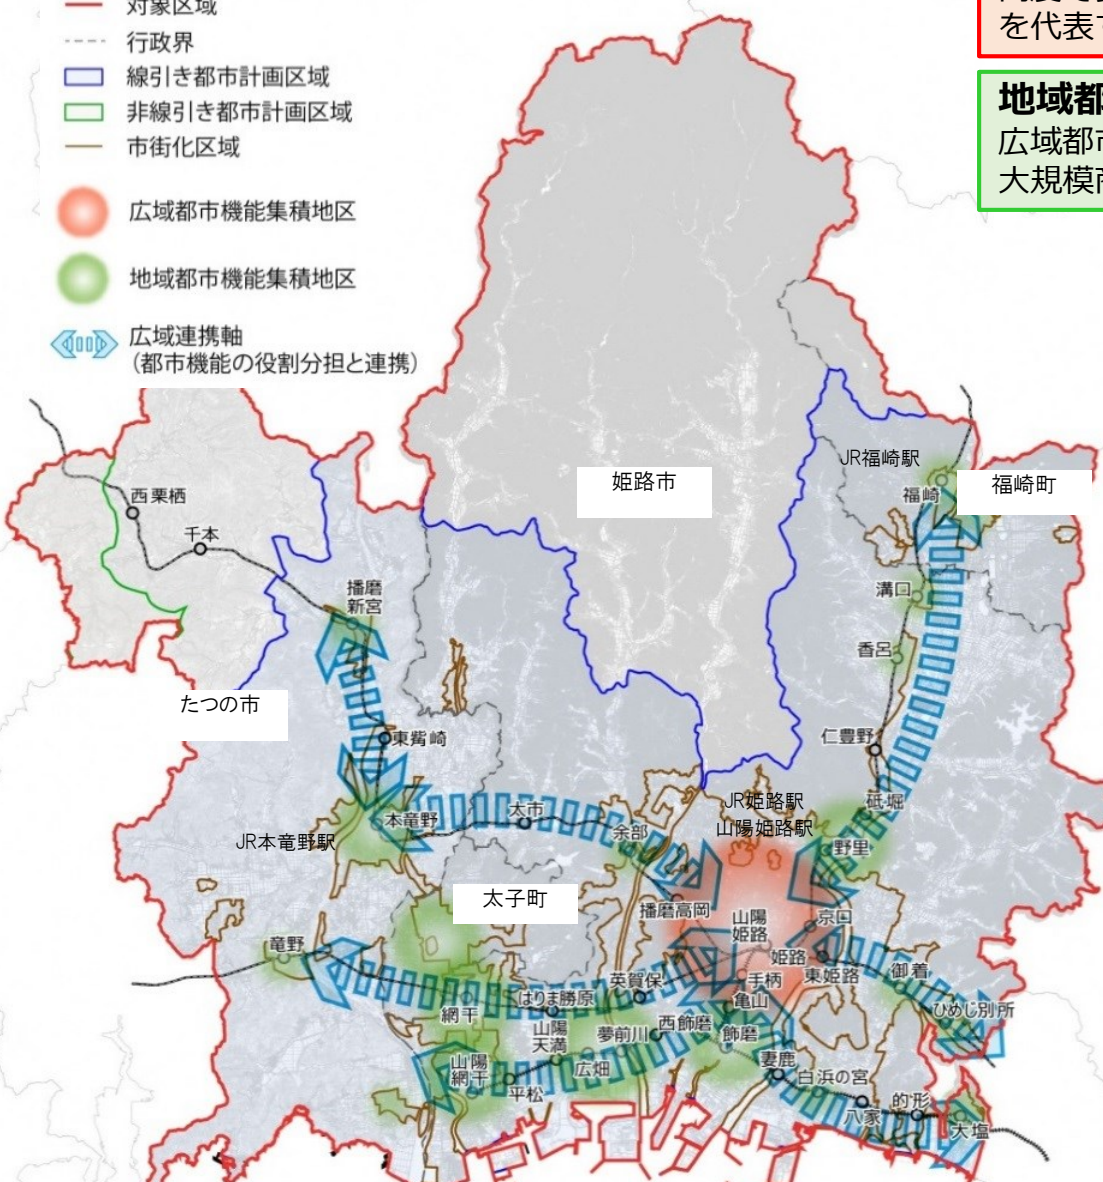 対象区域
行政界
線引き都市計画区域
非線引き都市計画区域
市街化区域
広域都市機能集積地区
地域都市機能集積地区
広域連携軸
(都市機能の役割分担と連携)
を代表
地域都
広域都市
大規模商
JR福崎駅
福崎
福崎町
姫路市
西栗栖
千本
播磨
新宮
溝口
香呂
たつの市
東觜崎
仁豊野
砥堀
JR姫路駅
山陽姫路駅
本竜野
太市
余部
野里
JR本竜野駅
太子町
播磨高岡
山陽
姫路
京口
竜野
姫路
東姫路
御着
手柄
英賀保
亀山
はりま勝原
網干
ひめじ別所
山陽
天満
夢前川
西飾磨
飾磨
山陽
網干
広畑
妻鹿
平松
白浜の宮
八家
的形
大塩